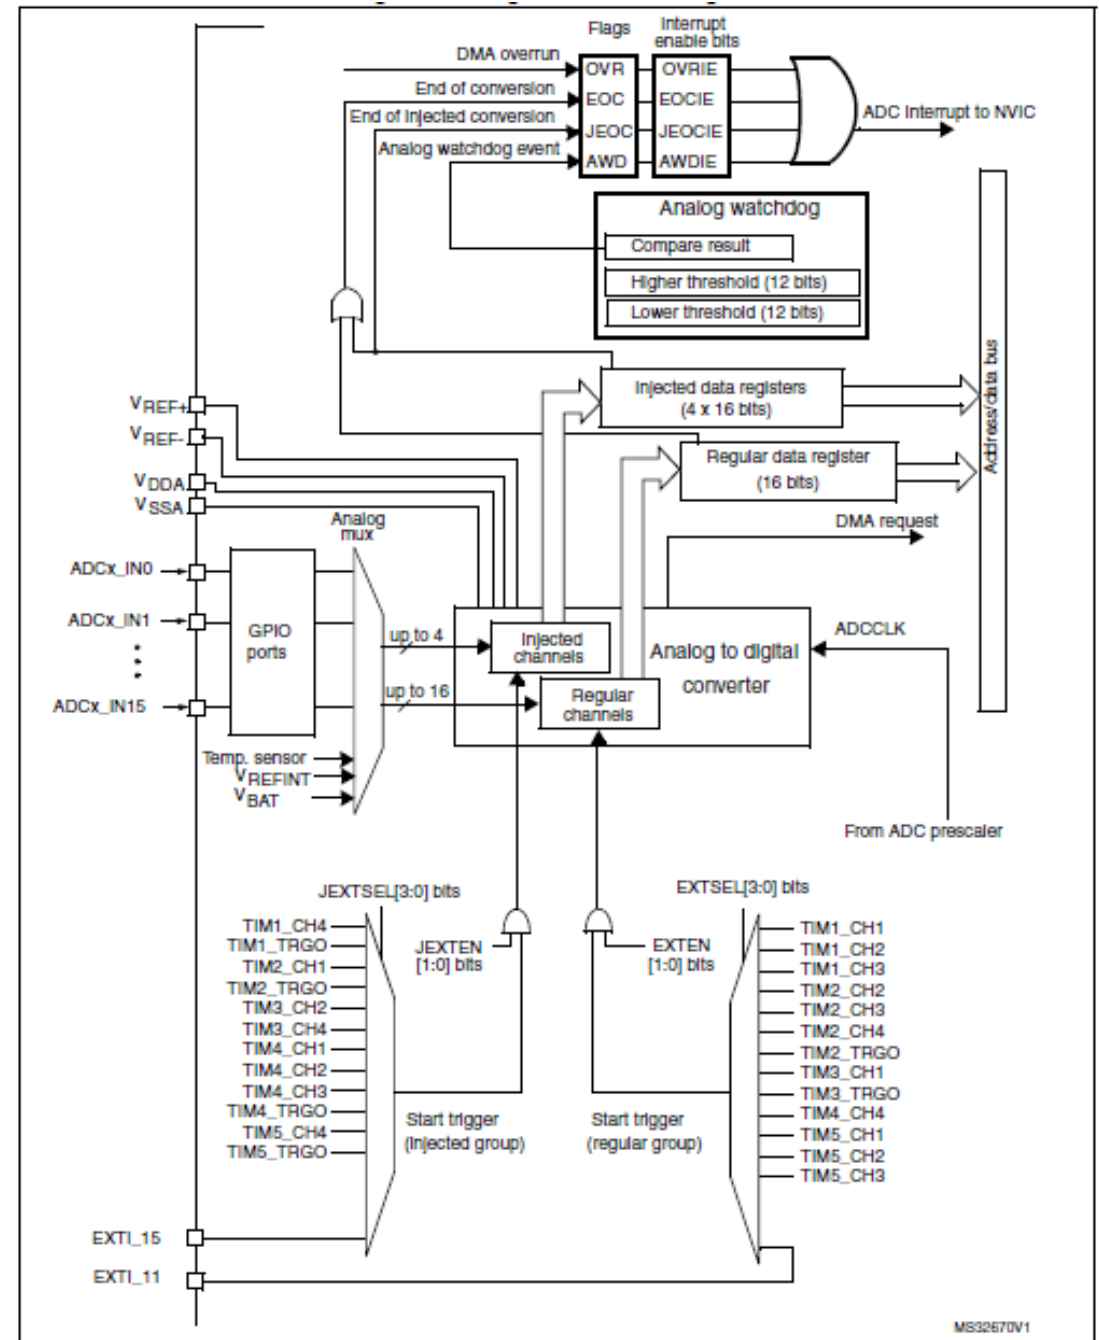 Flags
Interrupt
enable bits
DMA overrun
OVR
OVRIE
End of conversion
EOC
EOCIE
ADC Interrupt to NVIC
End of Injected conversion
JEOC
JEOCIE
Analog watchdog event
AWD
AWDIE
Analog watchdog
Compare result
Higher threshold (12 bits)
Lower threshold (12 bits)
Address/data bus
Injected data registers
(4 x 16 bits)
VREF+
VREF-
Regular data register
(16 bits)
VDDA
VSSA
Analog
mux
DMA request
ADCx_IN0
ADCx_IN1
ADCx_IN15
GPIO
ports
up to 4
up to 16
Injected
channels
Regular
channels
Analog to digital
converter
ADCCLK
Temp. sensor
VREFINT
VBAT
From ADC prescaler
JEXTSEL[3:0] bits
EXTSEL[3:0] bits
TIM1_CH4
TIM1_TRGO
TIM2_CH1
TIM2_TRGO
TIM3_CH2
TIM3_CH4
TIM4_CH1
TIM4_CH2
TIM4_CH3
TIM4_TRGO
TIM5_CH4
TIM5_TRGO
JEXTEN
[1:0] bits
EXTEN
[1:0] bits
TIM1_CH1
TIM1_CH2
TIM1_CH3
TIM2_CH2
TIM2_CH3
TIM2_CH4
TIM2_TRGO
TIM3_CH1
TIM3_TRGO
TIM4_CH4
TIM5_CH1
TIM5_CH2
TIM5_CH3
Start trigger
(Injected group)
Start trigger
(regular group)
EXTI_15
EXTI_11
MS32670V1